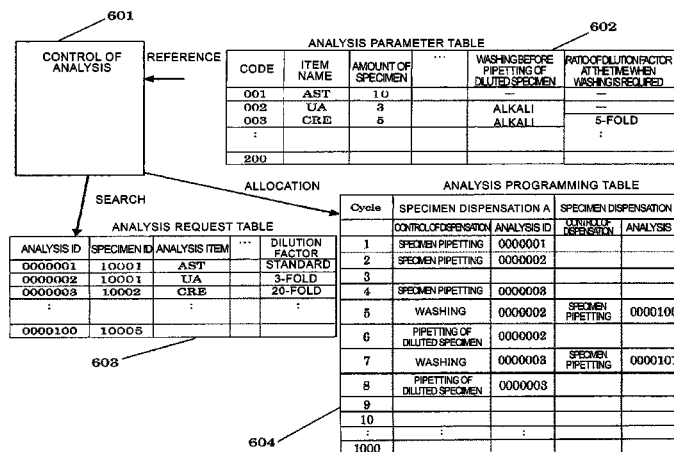 601
602
CONTROL OF ANALYSIS
REFERENCE
ANALYSIS PARAMETER TABLE
CODE ITEM NAME AMOUNT OF SPECIMEN ... WASHING BEFORE PIPETTING OF DILUTED SPECIMEN RATIO OF DILUTION FACTOR AT THE TIME WHEN WASHING IS REQUIRED
001 AST 10 — —
002 UA 3 ALKALI —
003 CRE 5 ALKALI 5-FOLD
: :
200
SEARCH
ALLOCATION
ANALYSIS REQUEST TABLE
ANALYSIS ID SPECIMEN ID ANALYSIS ITEM ... DILUTION FACTOR
0000001 10001 AST STANDARD
0000002 10001 UA 3-FOLD
0000003 10002 CRE 20-FOLD
: : : :
0000100 10005
603
ANALYSIS PROGRAMMING TABLE
Cycle SPECIMEN DISPENSATION A SPECIMEN DISPENSATION
CONTROL OF DISPENSATION ANALYSIS ID CONTROL OF DISPENSATION ANALYSIS
1 SPECIMEN PIPETTING 0000001
2 SPECIMEN PIPETTING 0000002
3
4 SPECIMEN PIPETTING 0000003
5 WASHING 0000002 SPECIMEN PIPETTING 0000100
6 PIPETTING OF DILUTED SPECIMEN 0000002
7 WASHING 0000003 SPECIMEN PIPETTING 0000107
8 PIPETTING OF DILUTED SPECIMEN 0000003
9
10
: : :
1000
604